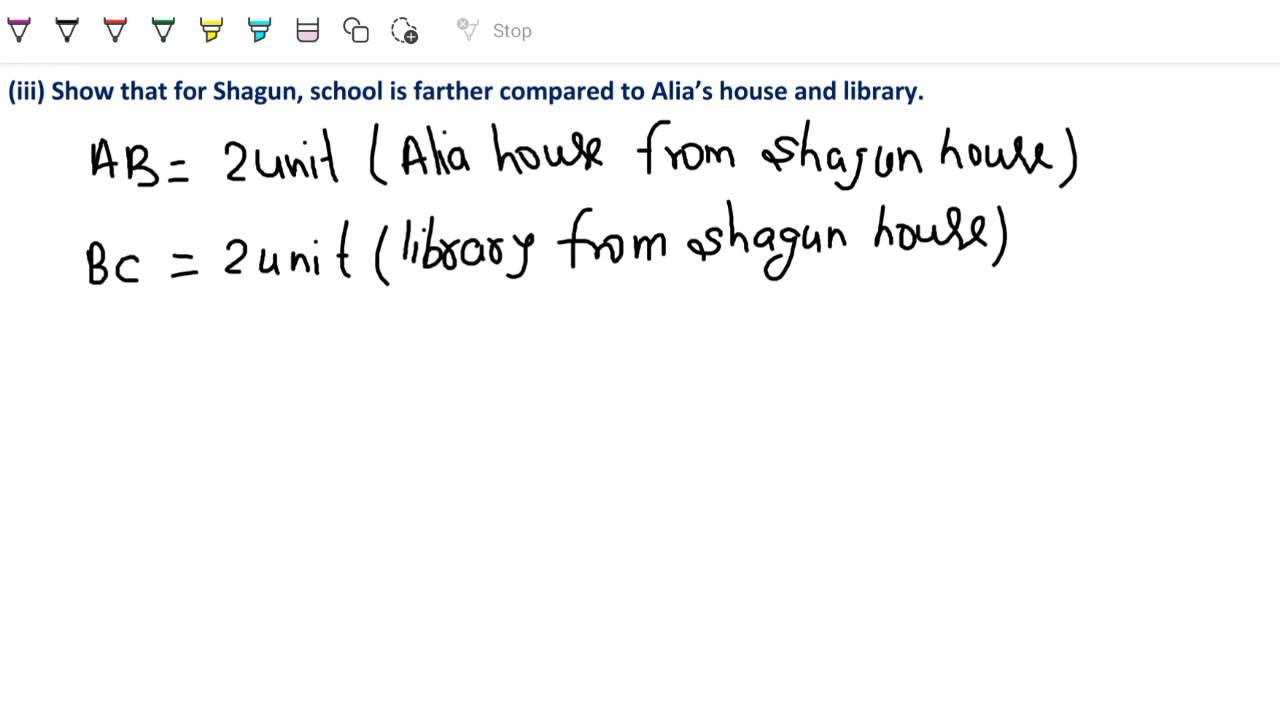 Stop
(iii) Show that for Shagun, school is farther compared to Alia's house and library.
AB = 2unit (Alia house from shagun house)
BC = 2unit (library from shagun house)